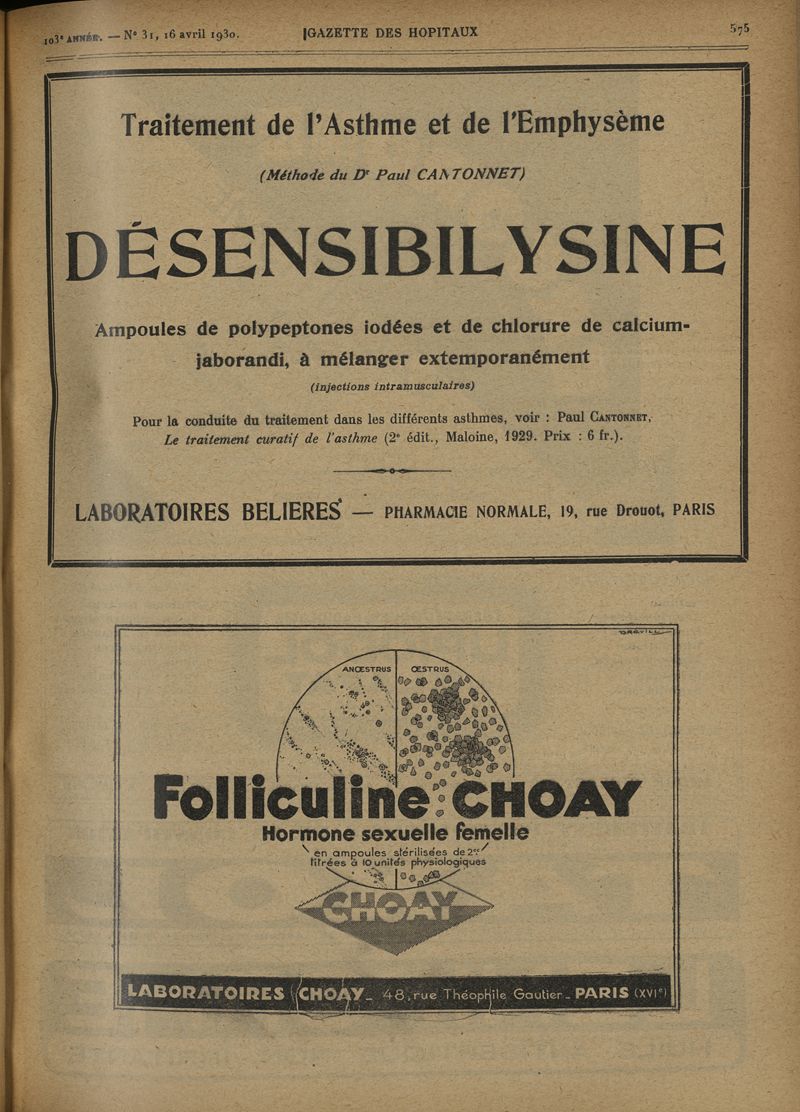 103e ANNÉE. — N° 31, 16 avril 1930.
GAZETTE DES HOPITAUX
575
Traitement de l'Asthme et de l'Emphysème
(Méthode du Dr Paul CANTONNET)
DÉSENSIBILYSINE
Ampoules de polypeptones iodées et de chlorure de calcium-
jaborandi, à mélanger extemporanément
(injections intramusculaires)
Pour la conduite du traitement dans les différents asthmes, voir : Paul CANTONNET,
Le traitement curatif de l'asthme (2e édit., Maloine, 1929. Prix : 6 fr.).
LABORATOIRES BELIERES — PHARMACIE NORMALE, 19, rue Drouot, PARIS
ANŒSTRUS
ŒSTRUS
Folliculine CHOAY
Hormone sexuelle femelle
en ampoules stérilisées de 2cc
titrées à 10 unités physiologiques
CHOAY
LABORATOIRES CHOAY_ 48, rue Théophile Gautier_ PARIS (XVIe)